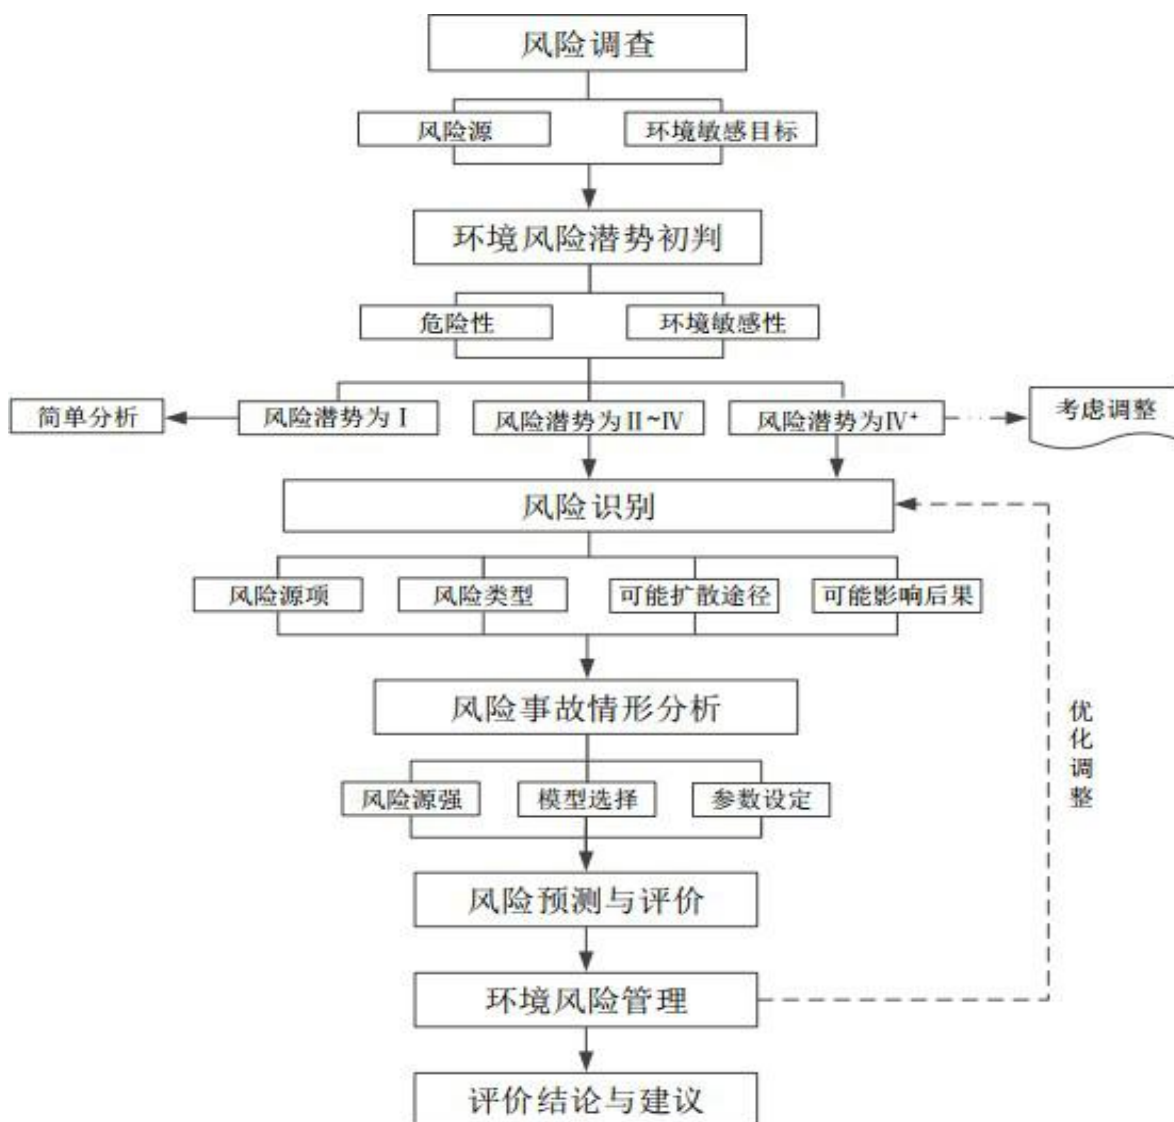 风险调查
风险源
环境敏感目标
环境风险潜势初判
危险性
环境敏感性
简单分析
风险潜势为Ⅰ
风险潜势为Ⅱ~Ⅳ
风险潜势为Ⅳ⁺
考虑调整
风险识别
风险源项
风险类型
可能扩散途径
可能影响后果
风险事故情形分析
优化调整
风险源强
模型选择
参数设定
风险预测与评价
环境风险管理
评价结论与建议